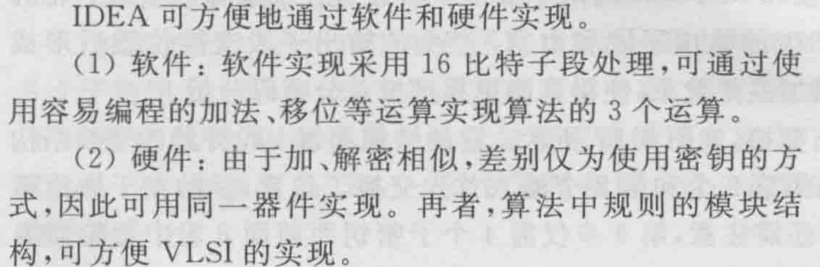 IDEA 可方便地通过软件和硬件实现。
(1) 软件：软件实现采用 16 比特子段处理,可通过使
用容易编程的加法、移位等运算实现算法的 3 个运算。
(2) 硬件：由于加、解密相似,差别仅为使用密钥的方
式,因此可用同一器件实现。再者,算法中规则的模块结
构,可方便 VLSI 的实现。